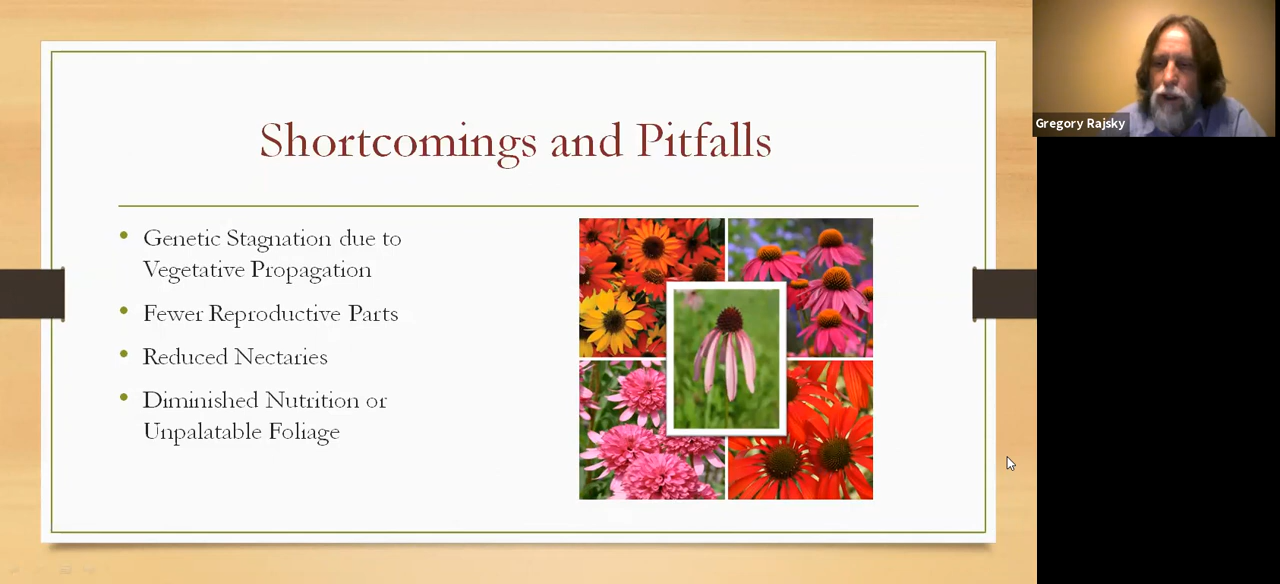 Shortcomings and Pitfalls
Genetic Stagnation due to
Vegetative Propagation
Fewer Reproductive Parts
Reduced Nectaries
Diminished Nutrition or
Unpalatable Foliage
Gregory Rajsky